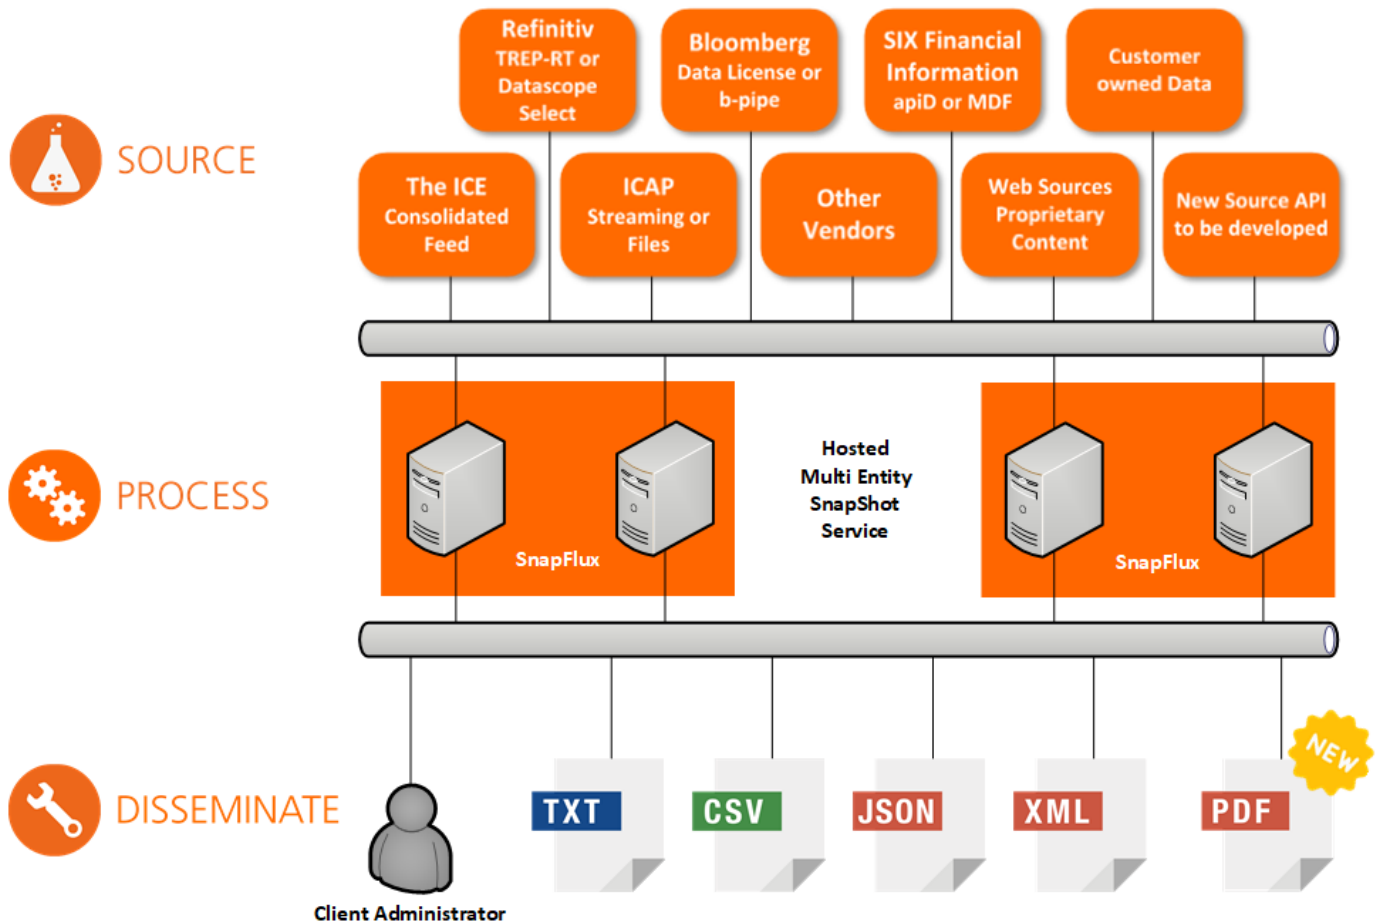 Refinitiv
TREP-RT or
Datascope
Select
Bloomberg
Data License or
b-pipe
SIX Financial
Information
apiD or MDF
Customer
owned Data
SOURCE
The ICE
Consolidated
Feed
ICAP
Streaming or
Files
Other
Vendors
Web Sources
Proprietary
Content
New Source API
to be developed
PROCESS
SnapFlux
Hosted
Multi Entity
SnapShot
Service
SnapFlux
DISSEMINATE
Client Administrator
TXT
CSV
JSON
XML
PDF
NEW